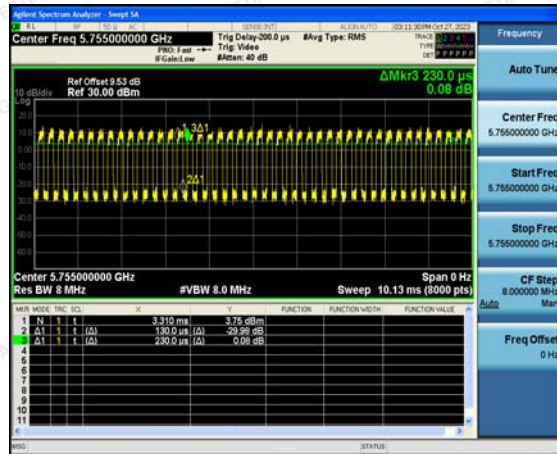 Agilent Spectrum Analyzer - Swept SA
RL RF 50 Ω AC SENSE:INT ALIGN AUTO 03:11:30 PM Oct 27, 2023
Center Freq 5.755000000 GHz
PNO: Fast
IFGain:Low
Trig Delay-200.0 µs
Trig: Video
#Atten: 40 dB
#Avg Type: RMS
TRACE 1 2 3 4 5 6
TYPE
DET P P P P P P
Ref Offset 9.53 dB
Ref 30.00 dBm
10 dB/div
Log
ΔMkr3 230.0 µs
0.08 dB
20.0
10.0
0.00
-10.0
-20.0
-30.0
-40.0
-50.0
-60.0
3Δ1
2Δ1
Center 5.755000000 GHz
Span 0 Hz
Res BW 8 MHz
#VBW 8.0 MHz
Sweep 10.13 ms (8000 pts)
MKR MODE TRC SCL X Y FUNCTION FUNCTION WIDTH FUNCTION VALUE
1 N 1 t 3.310 ms 3.75 dBm
2 Δ1 1 t (Δ) 130.0 µs (Δ) -29.98 dB
3 Δ1 1 t (Δ) 230.0 µs (Δ) 0.08 dB
4
5
6
7
8
9
10
11
MSG
STATUS
Frequency
Auto Tune
Center Freq
5.755000000 GHz
Start Freq
5.755000000 GHz
Stop Freq
5.755000000 GHz
CF Step
8.000000 MHz
Auto Man
Freq Offset
0 Hz